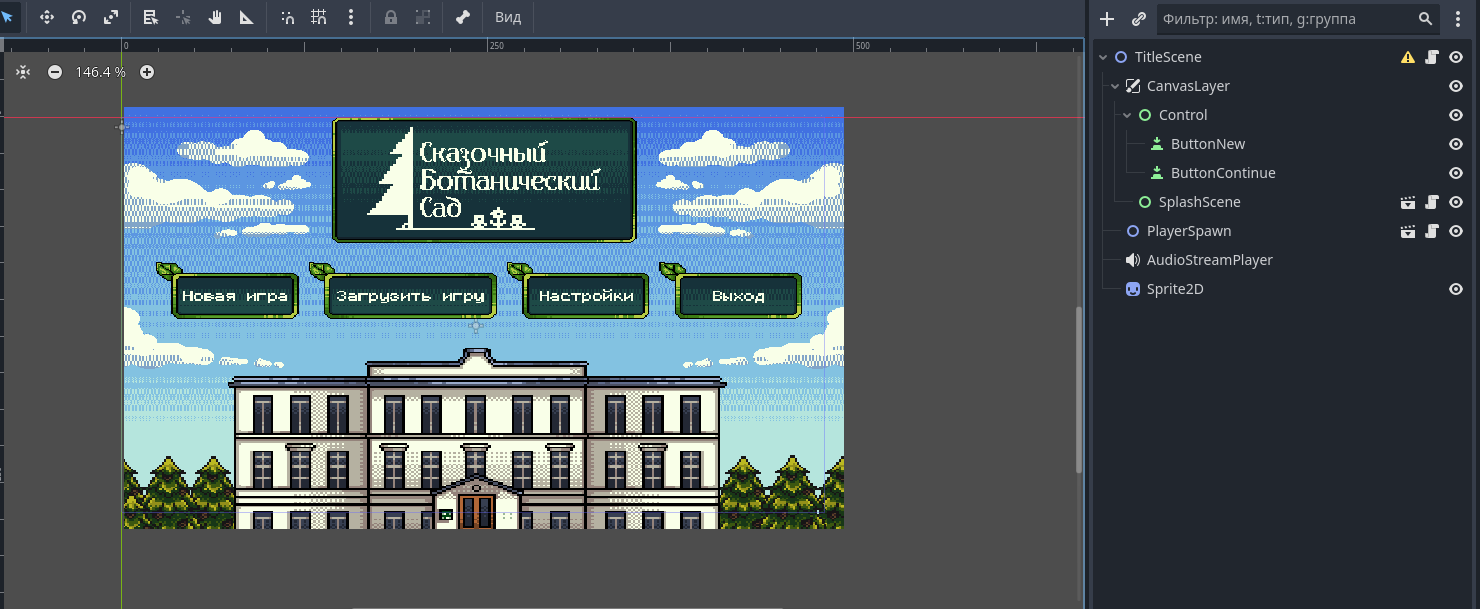 Вид
Фильтр: имя, t:тип, g:группа
0
250
500
146.4 %
TitleScene
CanvasLayer
Control
ButtonNew
ButtonContinue
SplashScene
PlayerSpawn
AudioStreamPlayer
Sprite2D
Сказочный
Ботанический
Сад
Новая игра
Загрузить игру
Настройки
Выход